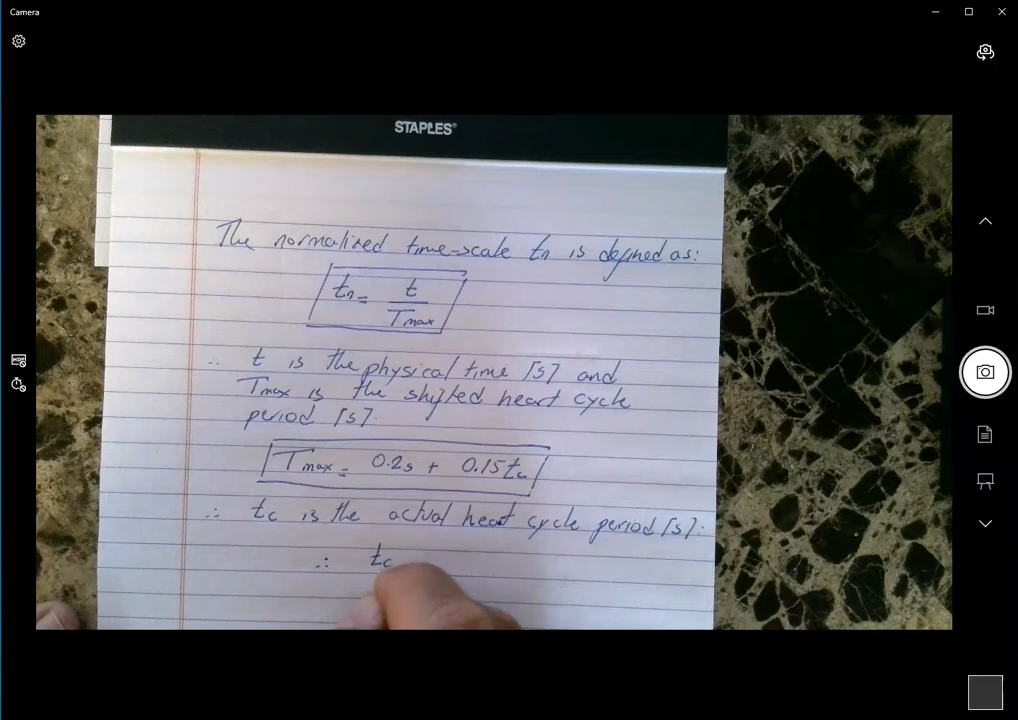 Camera
STAPLES®
The normalized time-scale tn is defined as:
tn = t / Tmax
∴ t is the physical time [s] and
Tmax is the shifted heart cycle
period [s].
Tmax = 0.2s + 0.15tc
∴ tc is the actual heart cycle period [s]:
∴ tc